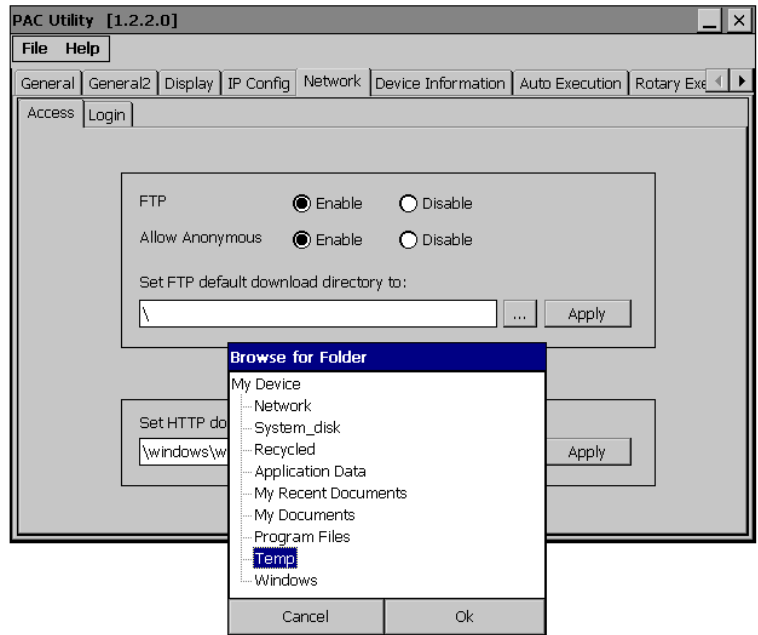 PAC Utility [1.2.2.0]
File Help
General General2 Display IP Config Network Device Information Auto Execution Rotary Exe
Access Login
FTP Enable Disable
Allow Anonymous Enable Disable
Set FTP default download directory to:
\ ... Apply
Browse for Folder
My Device
Network
System_disk
Recycled
Application Data
My Recent Documents
My Documents
Program Files
Temp
Windows
Cancel Ok
Set HTTP do
\windows\w Apply